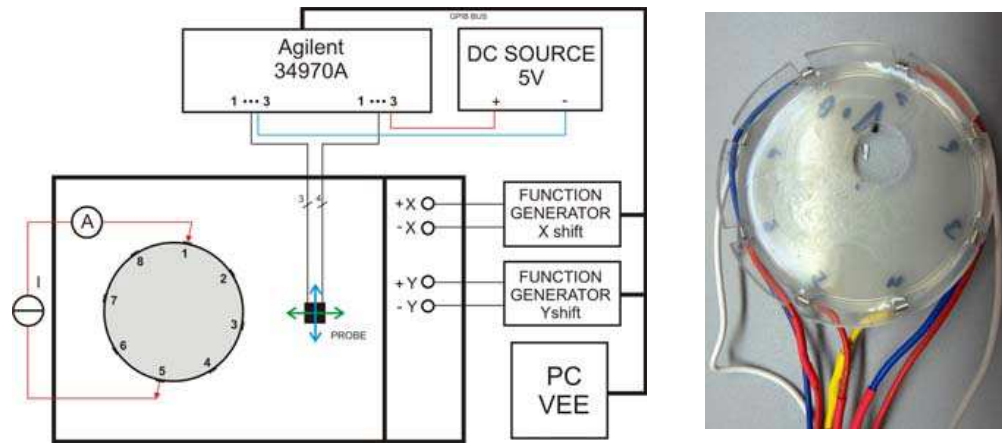 GPIB BUS
Agilent
34970A
1 ••• 3 1 ••• 3
DC SOURCE
5V
+ -
3 4
+X
-X
FUNCTION
GENERATOR
X shift
+Y
- Y
FUNCTION
GENERATOR
Yshift
A
I
1
2
3
4
5
6
7
8
PROBE
PC
VEE